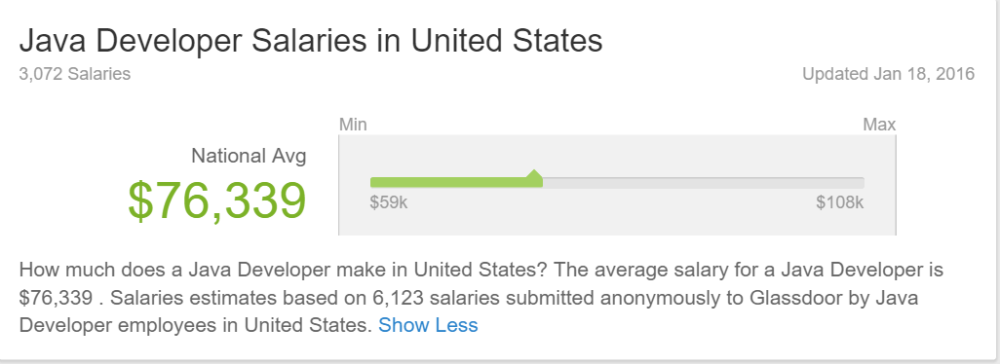 Java Developer Salaries in United States
3,072 Salaries
Updated Jan 18, 2016
Min
Max
National Avg
$76,339
$59k
$108k
How much does a Java Developer make in United States? The average salary for a Java Developer is
$76,339 . Salaries estimates based on 6,123 salaries submitted anonymously to Glassdoor by Java
Developer employees in United States. Show Less